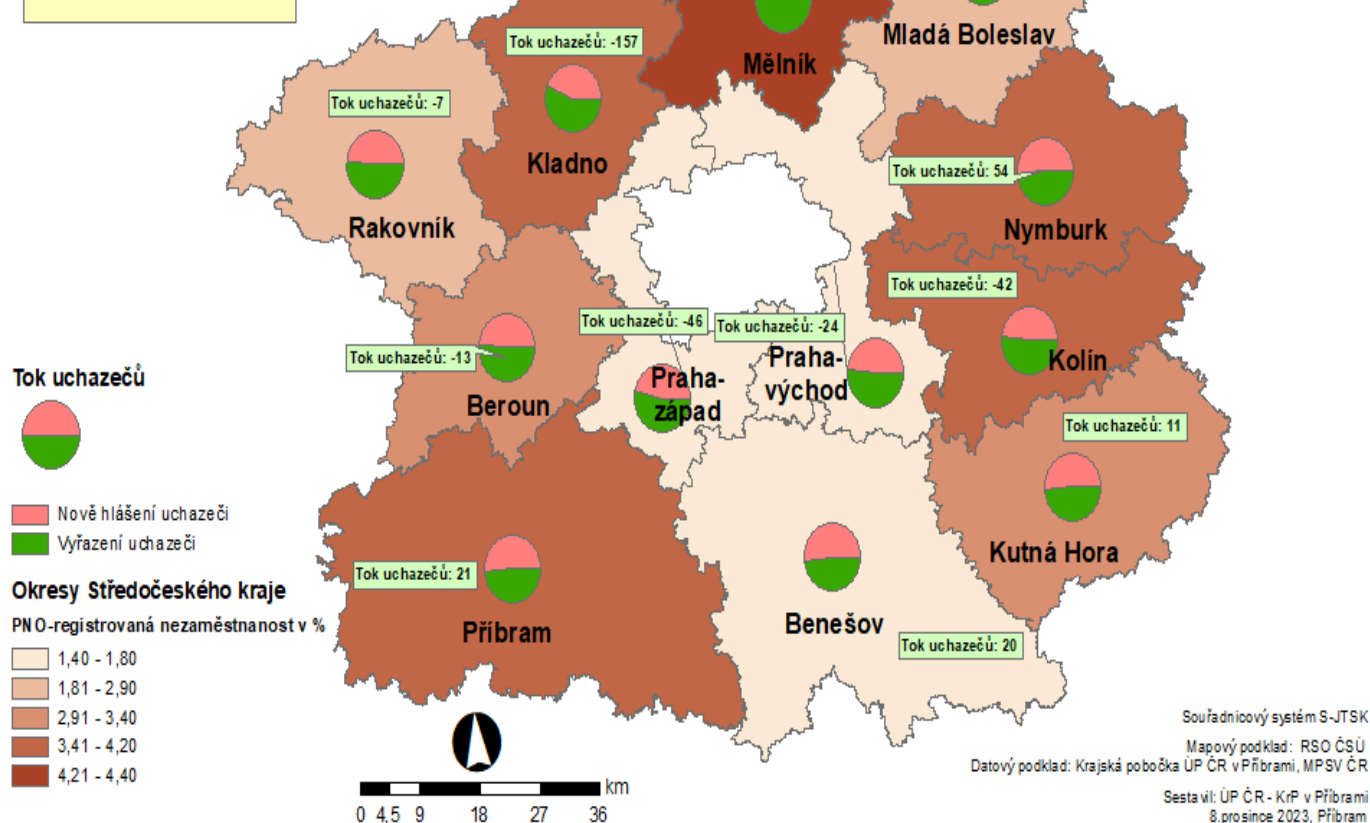 Tok uchazečů: -157
Mladá Boleslav
Mělník
Tok uchazečů: -7
Kladno
Tok uchazečů: 54
Rakovník
Nymburk
Tok uchazečů: -42
Tok uchazečů: -46
Tok uchazečů: -24
Tok uchazečů: -13
Praha-
východ
Kolín
Praha-
západ
Beroun
Tok uchazečů: 11
Kutná Hora
Tok uchazečů: 21
Příbram
Benešov
Tok uchazečů: 20
Tok uchazečů
Nově hlášení uchazeči
Vyřazení uchazeči
Okresy Středočeského kraje
PNO-registrovaná nezaměstnanost v %
1,40 - 1,80
1,81 - 2,90
2,91 - 3,40
3,41 - 4,20
4,21 - 4,40
km
0 4,5 9 18 27 36
Souřadnicový systém S-JTSK
Mapový podklad: RSO ČSÚ
Datový podklad: Krajská pobočka ÚP ČR v Příbrami, MPSV ČR
Sestavil: ÚP ČR - KrP v Příbrami
8.prosince 2023, Příbram